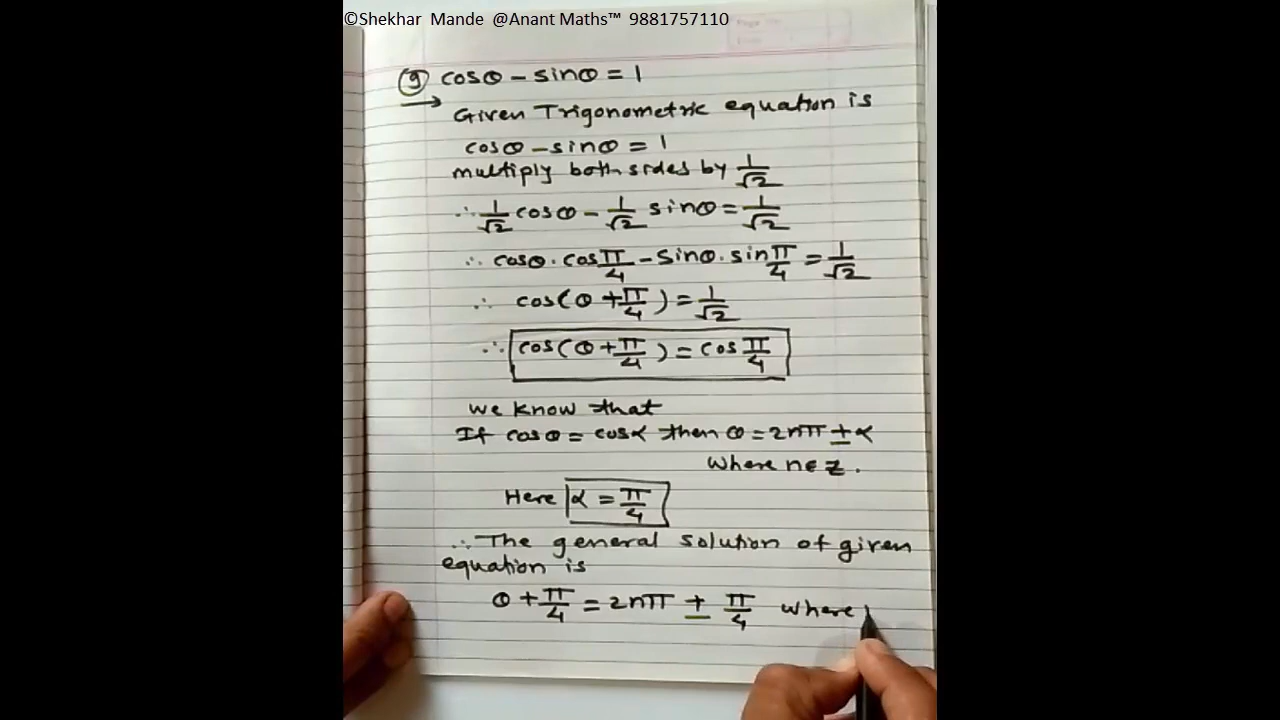 ©Shekhar Mande @Anant Maths™ 9881757110
⑨ cosθ - sinθ = 1
→ Given Trigonometric equation is
cosθ - sinθ = 1
multiply both sides by 1/√2
∴ 1/√2 cosθ - 1/√2 sinθ = 1/√2
∴ cosθ · cos π/4 - sinθ · sin π/4 = 1/√2
∴ cos(θ + π/4) = 1/√2
∴ cos(θ + π/4) = cos π/4
we know that
If cosθ = cosα then θ = 2nπ ± α
where n ∈ Z.
Here α = π/4
∴ The general solution of given
equation is
θ + π/4 = 2nπ ± π/4 where